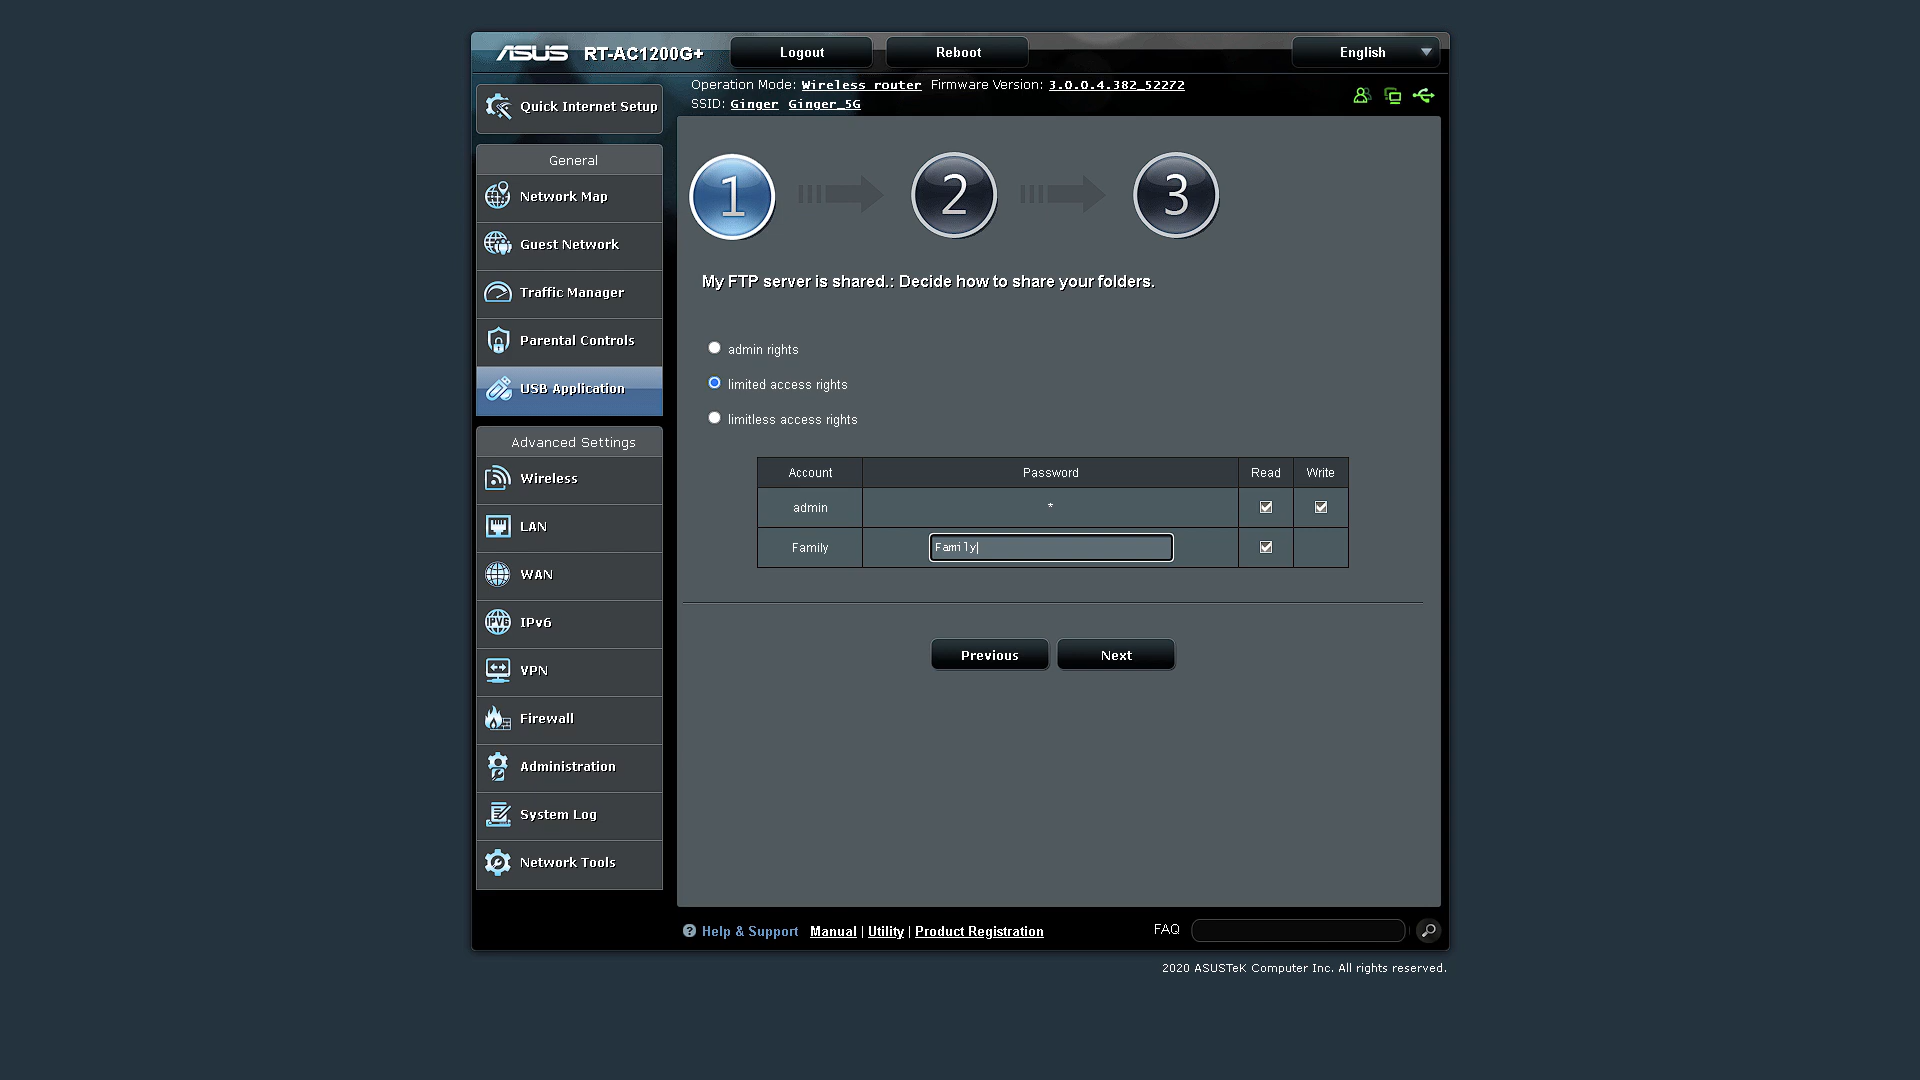 ASUS RT-AC1200G+ Logout Reboot English
Operation Mode: Wireless router Firmware Version: 3.0.0.4.382_52272
SSID: Ginger Ginger_5G
Quick Internet Setup
General
Network Map
Guest Network
Traffic Manager
Parental Controls
USB Application
Advanced Settings
Wireless
LAN
WAN
IPv6
VPN
Firewall
Administration
System Log
Network Tools
1 2 3
My FTP server is shared.: Decide how to share your folders.
admin rights
limited access rights
limitless access rights
Account Password Read Write
admin *
Family Family
Previous Next
? Help & Support Manual | Utility | Product Registration FAQ
2020 ASUSTeK Computer Inc. All rights reserved.